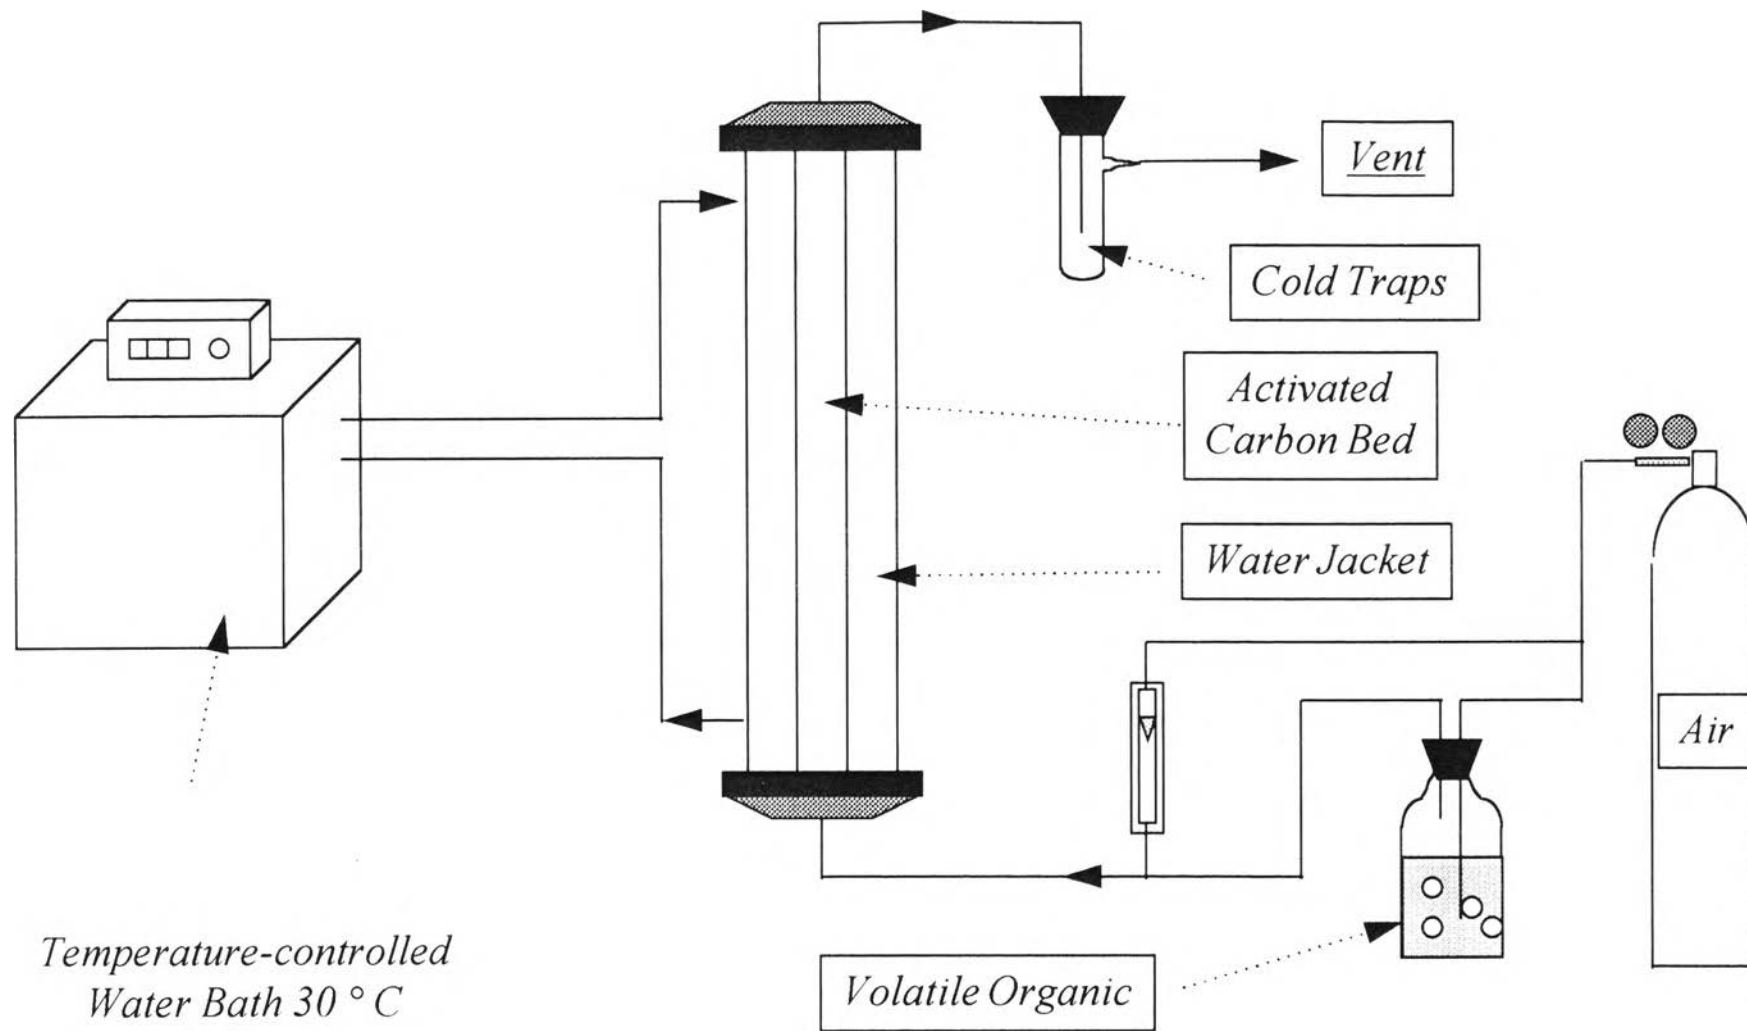 Vent
Cold Traps
Activated
Carbon Bed
Water Jacket
Air
Volatile Organic
Temperature-controlled
Water Bath 30 ° C